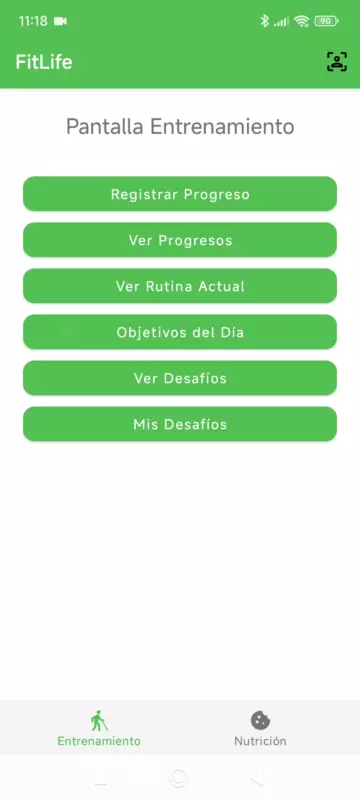 11:18 90
FitLife
Pantalla Entrenamiento
Registrar Progreso
Ver Progresos
Ver Rutina Actual
Objetivos del Día
Ver Desafíos
Mis Desafíos
Entrenamiento Nutrición